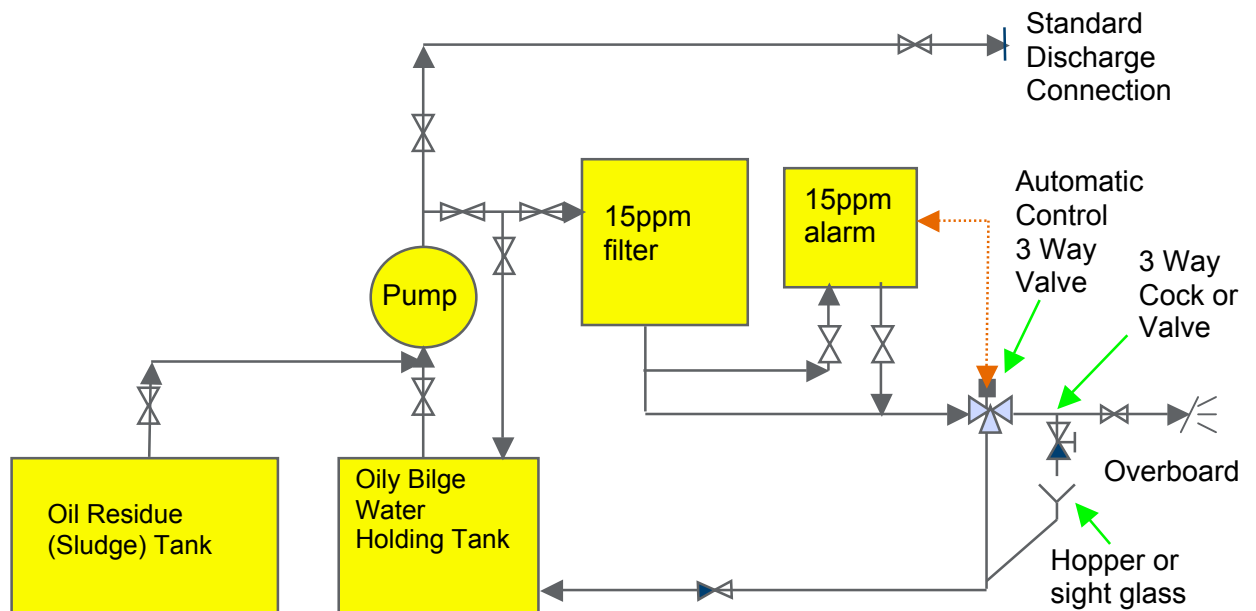 Standard
Discharge
Connection
15ppm
filter
15ppm
alarm
Automatic
Control
3 Way
Valve
3 Way
Cock or
Valve
Pump
Oil Residue
(Sludge) Tank
Oily Bilge
Water
Holding Tank
Overboard
Hopper or
sight glass